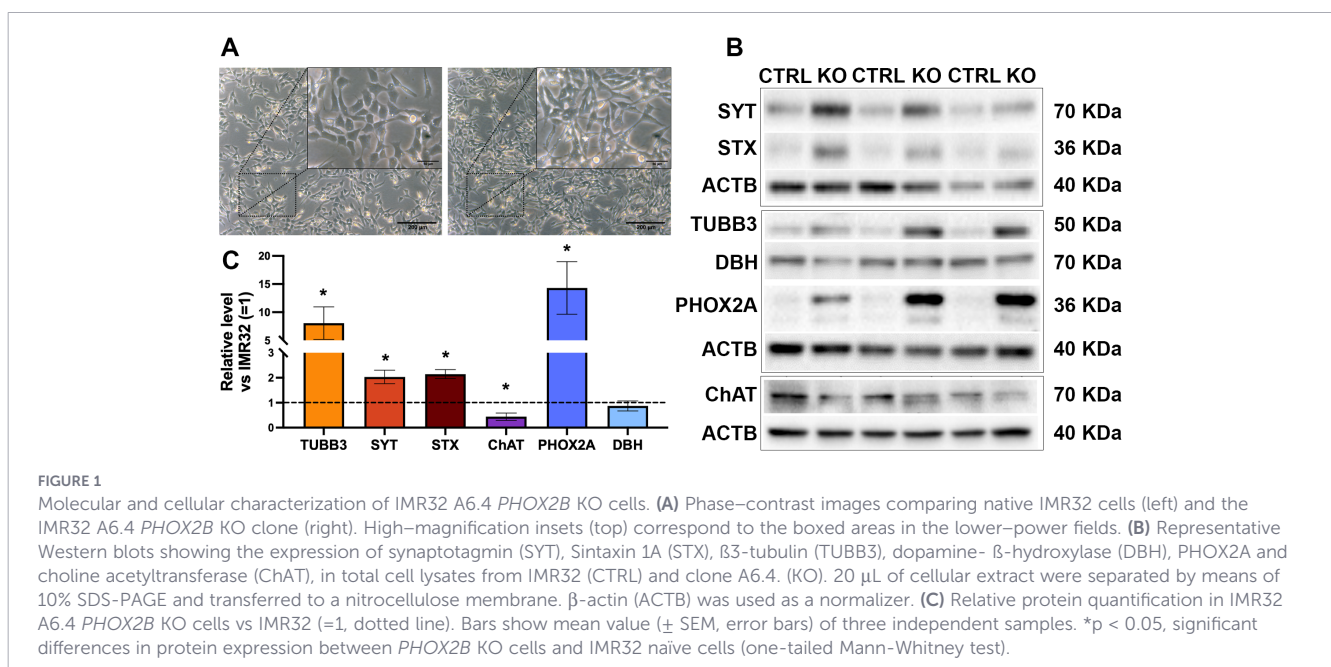 A
200 µm
200 µm
B
CTRL KO CTRL KO CTRL KO
SYT 70 KDa
STX 36 KDa
ACTB 40 KDa
TUBB3 50 KDa
DBH 70 KDa
PHOX2A 36 KDa
ACTB 40 KDa
ChAT 70 KDa
ACTB 40 KDa
C
Relative level
vs IMR32 (=1)
20
15
10
5
3
2
1
0
* * * * *
TUBB3 SYT STX ChAT PHOX2A DBH
FIGURE 1
Molecular and cellular characterization of IMR32 A6.4 PHOX2B KO cells. (A) Phase–contrast images comparing native IMR32 cells (left) and the
IMR32 A6.4 PHOX2B KO clone (right). High–magnification insets (top) correspond to the boxed areas in the lower–power fields. (B) Representative
Western blots showing the expression of synaptotagmin (SYT), Sintaxin 1A (STX), ß3-tubulin (TUBB3), dopamine- ß-hydroxylase (DBH), PHOX2A and
choline acetyltransferase (ChAT), in total cell lysates from IMR32 (CTRL) and clone A6.4. (KO). 20 µL of cellular extract were separated by means of
10% SDS-PAGE and transferred to a nitrocellulose membrane. β-actin (ACTB) was used as a normalizer. (C) Relative protein quantification in IMR32
A6.4 PHOX2B KO cells vs IMR32 (=1, dotted line). Bars show mean value (± SEM, error bars) of three independent samples. *p < 0.05, significant
differences in protein expression between PHOX2B KO cells and IMR32 naïve cells (one-tailed Mann-Whitney test).